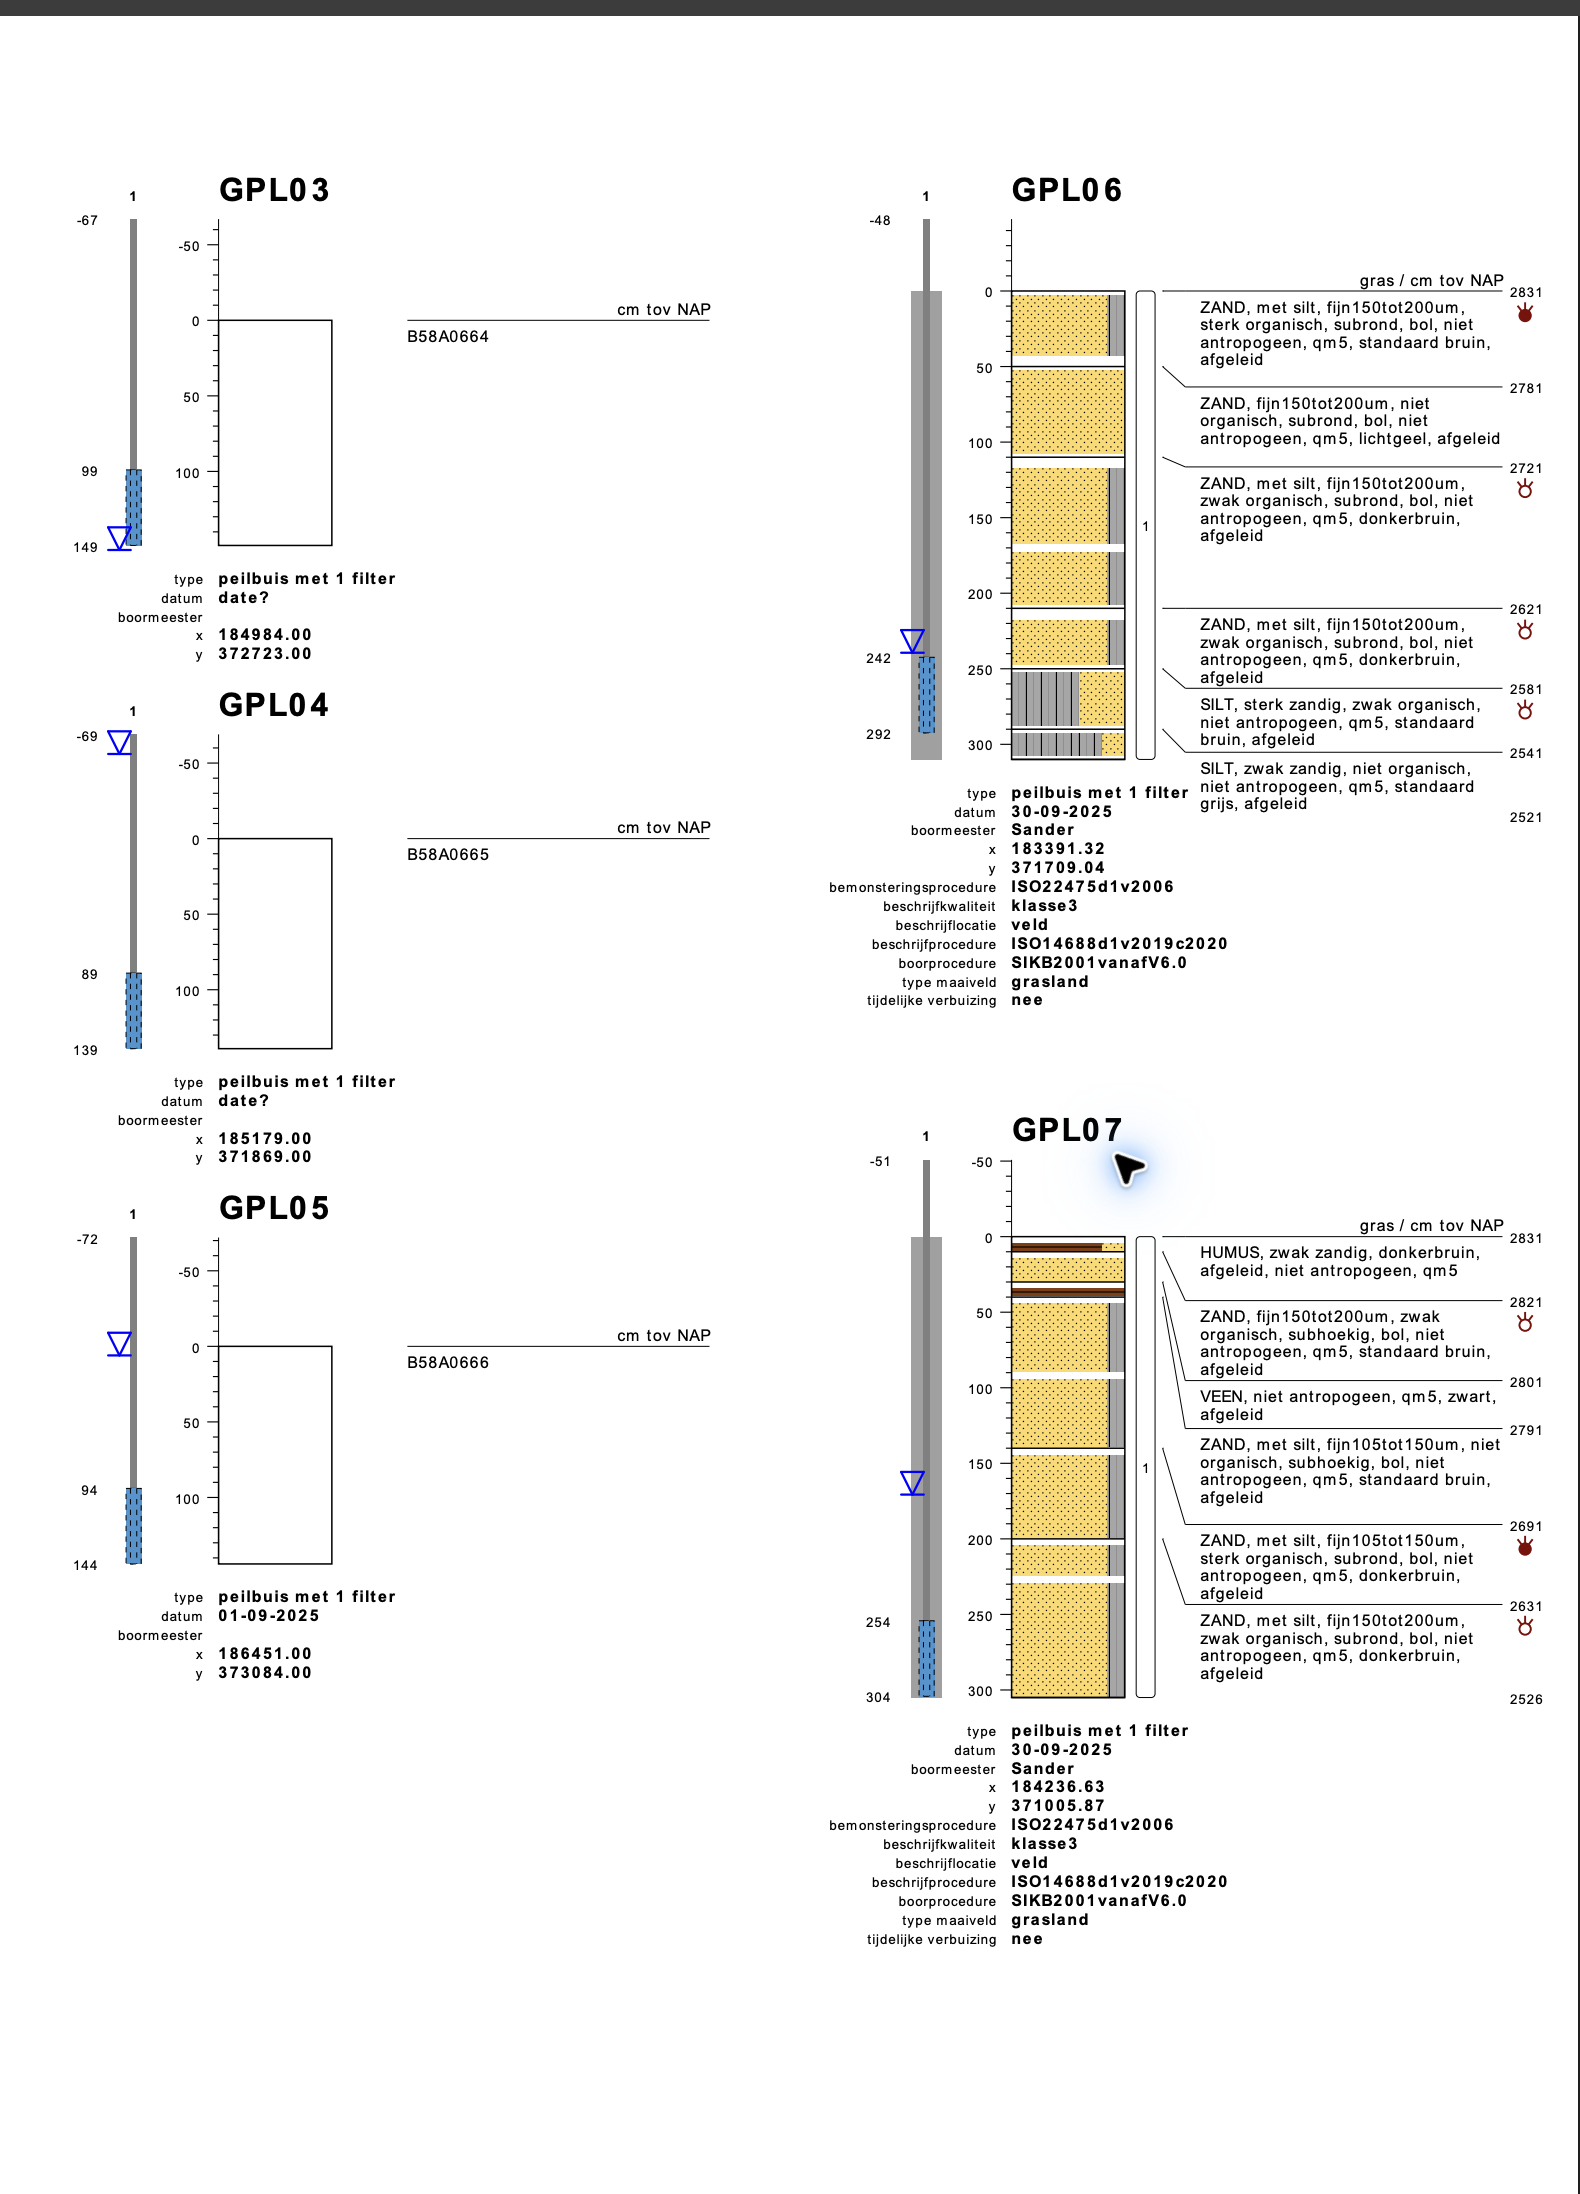 GPL03
1
-67
-50
0
50
100
99
149
cm tov NAP
B58A0664
type peilbuis met 1 filter
datum date?
boormeester
x 184984.00
y 372723.00
GPL04
1
-69
-50
0
50
100
89
139
cm tov NAP
B58A0665
type peilbuis met 1 filter
datum date?
boormeester
x 185179.00
y 371869.00
GPL05
1
-72
-50
0
50
100
94
144
cm tov NAP
B58A0666
type peilbuis met 1 filter
datum 01-09-2025
boormeester
x 186451.00
y 373084.00
GPL06
1
-48
0
50
100
150
200
250
300
242
292
1
gras / cm tov NAP
2831
ZAND, met silt, fijn150tot200um,
sterk organisch, subrond, bol, niet
antropogeen, qm5, standaard bruin,
afgeleid
2781
ZAND, fijn150tot200um, niet
organisch, subrond, bol, niet
antropogeen, qm5, lichtgeel, afgeleid
2721
ZAND, met silt, fijn150tot200um,
zwak organisch, subrond, bol, niet
antropogeen, qm5, donkerbruin,
afgeleid
2621
ZAND, met silt, fijn150tot200um,
zwak organisch, subrond, bol, niet
antropogeen, qm5, donkerbruin,
afgeleid
2581
SILT, sterk zandig, zwak organisch,
niet antropogeen, qm5, standaard
bruin, afgeleid
2541
SILT, zwak zandig, niet organisch,
niet antropogeen, qm5, standaard
grijs, afgeleid
2521
type peilbuis met 1 filter
datum 30-09-2025
boormeester Sander
x 183391.32
y 371709.04
bemonsteringsprocedure ISO22475d1v2006
beschrijfkwaliteit klasse3
beschrijflocatie veld
beschrijfprocedure ISO14688d1v2019c2020
boorprocedure SIKB2001vanafV6.0
type maaiveld grasland
tijdelijke verbuizing nee
GPL07
1
-51
-50
0
50
100
150
200
250
300
254
304
1
gras / cm tov NAP
2831
HUMUS, zwak zandig, donkerbruin,
afgeleid, niet antropogeen, qm5
2821
ZAND, fijn150tot200um, zwak
organisch, subhoekig, bol, niet
antropogeen, qm5, standaard bruin,
afgeleid
2801
VEEN, niet antropogeen, qm5, zwart,
afgeleid
2791
ZAND, met silt, fijn105tot150um, niet
organisch, subhoekig, bol, niet
antropogeen, qm5, standaard bruin,
afgeleid
2691
ZAND, met silt, fijn105tot150um,
sterk organisch, subrond, bol, niet
antropogeen, qm5, donkerbruin,
afgeleid
2631
ZAND, met silt, fijn150tot200um,
zwak organisch, subrond, bol, niet
antropogeen, qm5, donkerbruin,
afgeleid
2526
type peilbuis met 1 filter
datum 30-09-2025
boormeester Sander
x 184236.63
y 371005.87
bemonsteringsprocedure ISO22475d1v2006
beschrijfkwaliteit klasse3
beschrijflocatie veld
beschrijfprocedure ISO14688d1v2019c2020
boorprocedure SIKB2001vanafV6.0
type maaiveld grasland
tijdelijke verbuizing nee